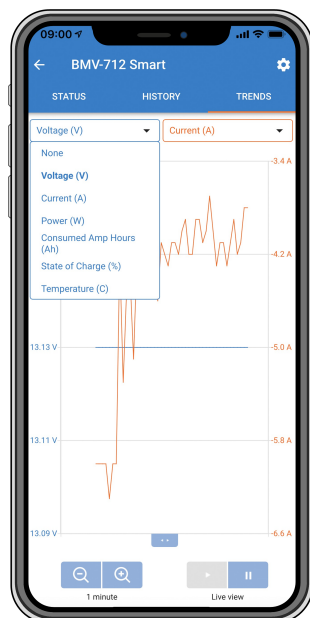 09:00
BMV-712 Smart
STATUS HISTORY TRENDS
Voltage (V) Current (A)
None
Voltage (V)
Current (A)
Power (W)
Consumed Amp Hours
(Ah)
State of Charge (%)
Temperature (C)
-3.4 A
-4.2 A
13.13 V -5.0 A
13.11 V -5.8 A
13.09 V -6.6 A
1 minute Live view